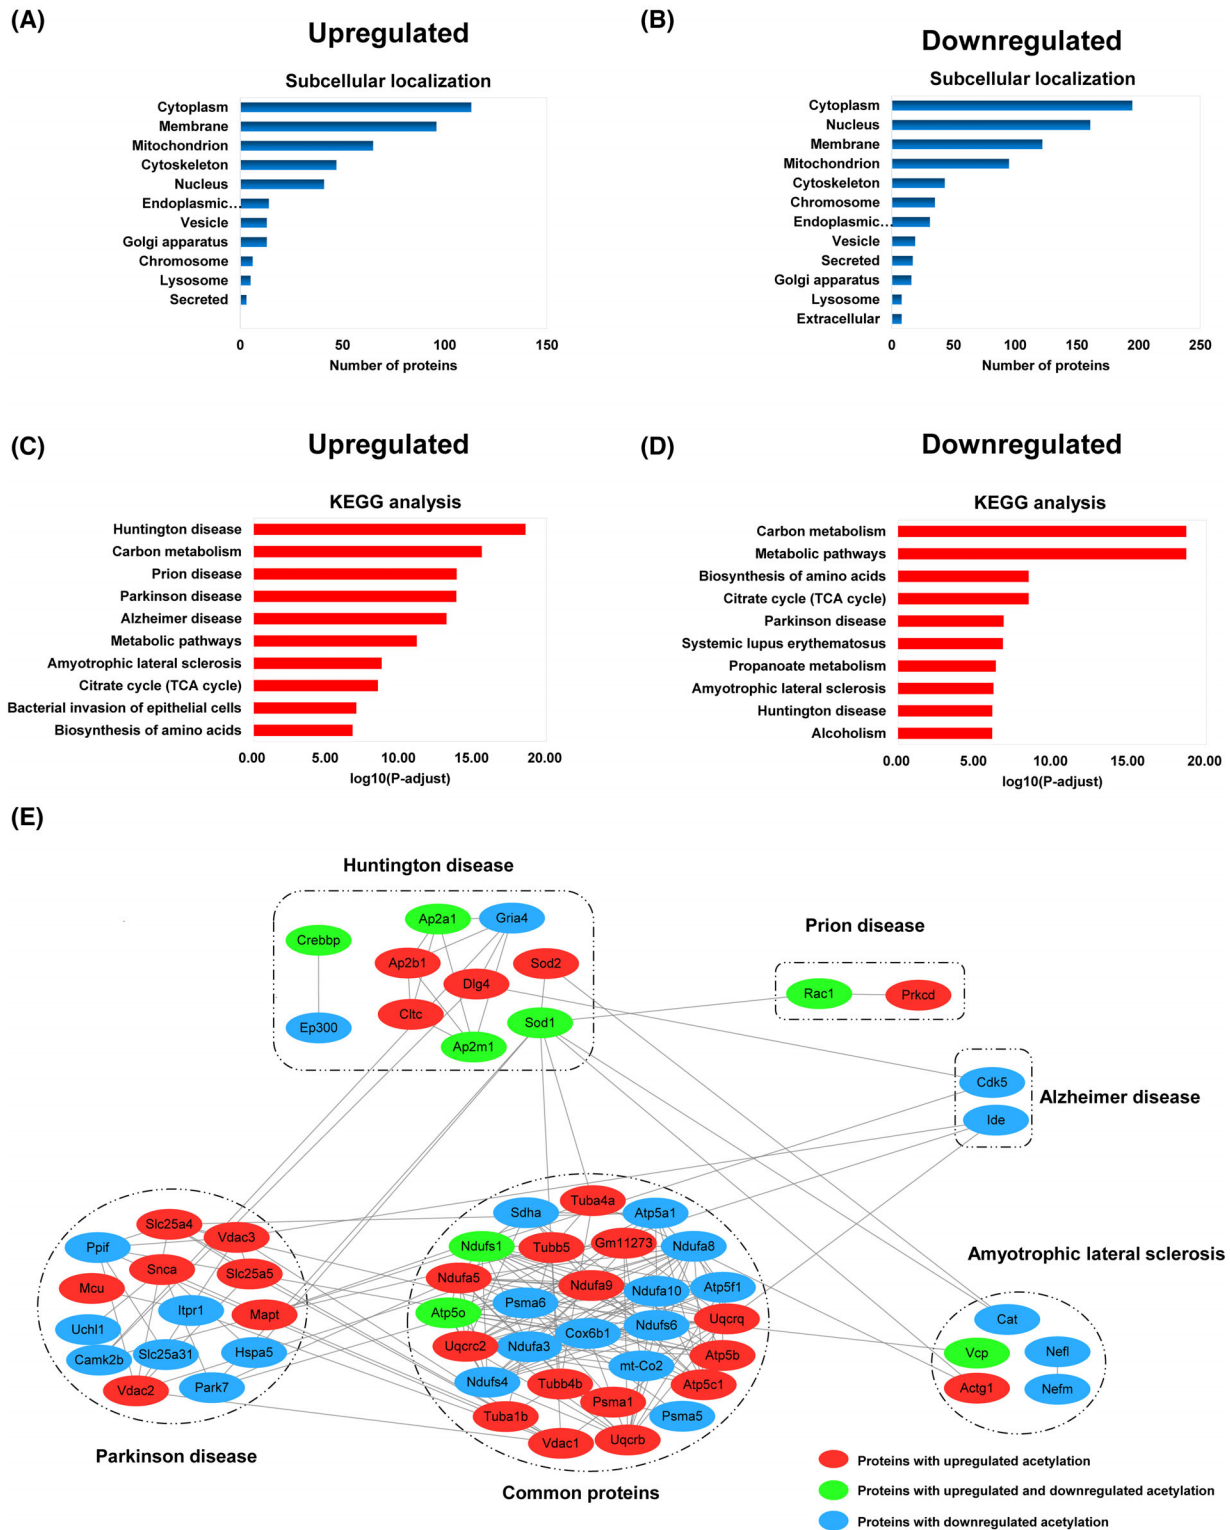 (A)
Upregulated
Subcellular localization
Cytoplasm
Membrane
Mitochondrion
Cytoskeleton
Nucleus
Endoplasmic...
Vesicle
Golgi apparatus
Chromosome
Lysosome
Secreted
0 50 100 150
Number of proteins
(B)
Downregulated
Subcellular localization
Cytoplasm
Nucleus
Membrane
Mitochondrion
Cytoskeleton
Chromosome
Endoplasmic...
Vesicle
Secreted
Golgi apparatus
Lysosome
Extracellular
0 50 100 150 200 250
Number of proteins
(C)
Upregulated
KEGG analysis
Huntington disease
Carbon metabolism
Prion disease
Parkinson disease
Alzheimer disease
Metabolic pathways
Amyotrophic lateral sclerosis
Citrate cycle (TCA cycle)
Bacterial invasion of epithelial cells
Biosynthesis of amino acids
0.00 5.00 10.00 15.00 20.00
log10(P-adjust)
(D)
Downregulated
KEGG analysis
Carbon metabolism
Metabolic pathways
Biosynthesis of amino acids
Citrate cycle (TCA cycle)
Parkinson disease
Systemic lupus erythematosus
Propanoate metabolism
Amyotrophic lateral sclerosis
Huntington disease
Alcoholism
0.00 5.00 10.00 15.00 20.00
log10(P-adjust)
(E)
Huntington disease
Ap2a1
Gria4
Crebbp
Ap2b1
Sod2
Dlg4
Cltc
Sod1
Ep300
Ap2m1
Prion disease
Rac1
Prkcd
Cdk5
Ide
Alzheimer disease
Slc25a4
Vdac3
Ppif
Snca
Slc25a5
Mcu
Itpr1
Mapt
Uchl1
Camk2b
Slc25a31
Hspa5
Vdac2
Park7
Parkinson disease
Tuba4a
Sdha
Atp5a1
Ndufs1
Tubb5
Gm11273
Ndufa8
Ndufa5
Ndufa9
Ndufa10
Atp5f1
Atp5o
Psma6
Cox6b1
Ndufs6
Uqcrq
Uqcrc2
Ndufa3
mt-Co2
Atp5b
Ndufs4
Tubb4b
Atp5c1
Tuba1b
Psma1
Psma5
Vdac1
Uqcrb
Common proteins
Amyotrophic lateral sclerosis
Cat
Vcp
Nefl
Actg1
Nefm
Proteins with upregulated acetylation
Proteins with upregulated and downregulated acetylation
Proteins with downregulated acetylation